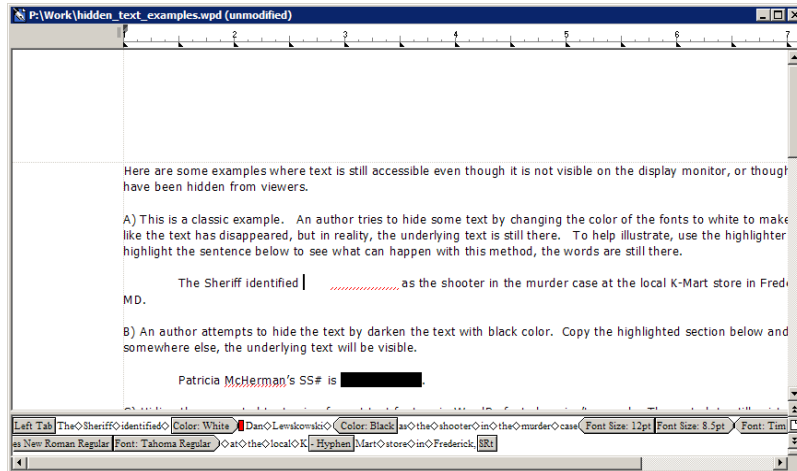 P:\Work\hidden_text_examples.wpd (unmodified)
2 3 4 5 6 7
Here are some examples where text is still accessible even though it is not visible on the display monitor, or though
have been hidden from viewers.
A) This is a classic example. An author tries to hide some text by changing the color of the fonts to white to make
like the text has disappeared, but in reality, the underlying text is still there. To help illustrate, use the highlighter
highlight the sentence below to see what can happen with this method, the words are still there.
The Sheriff identified as the shooter in the murder case at the local K-Mart store in Frede
MD.
B) An author attempts to hide the text by darken the text with black color. Copy the highlighted section below and
somewhere else, the underlying text will be visible.
Patricia McHerman's SS# is .
Left Tab The◇Sheriff◇identified◇ Color: White Dan◇Lewskowski◇ Color: Black as◇the◇shooter◇in◇the◇murder◇case Font Size: 12pt Font Size: 8.5pt Font: Tim
es New Roman Regular Font: Tahoma Regular ◇at◇the◇local◇K - Hyphen Mart◇store◇in◇Frederick, SRt